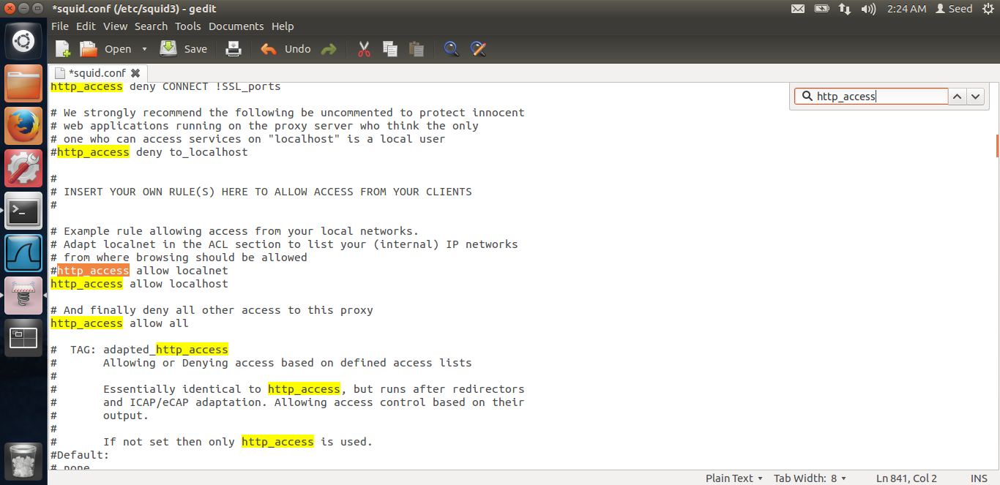 *squid.conf (/etc/squid3) - gedit
2:24 AM Seed
File Edit View Search Tools Documents Help
Open Save Undo
*squid.conf
http_access
http_access deny CONNECT !SSL_ports
# We strongly recommend the following be uncommented to protect innocent
# web applications running on the proxy server who think the only
# one who can access services on "localhost" is a local user
#http_access deny to_localhost
#
# INSERT YOUR OWN RULE(S) HERE TO ALLOW ACCESS FROM YOUR CLIENTS
#
# Example rule allowing access from your local networks.
# Adapt localnet in the ACL section to list your (internal) IP networks
# from where browsing should be allowed
#http_access allow localnet
http_access allow localhost
# And finally deny all other access to this proxy
http_access allow all
#  TAG: adapted_http_access
#       Allowing or Denying access based on defined access lists
#
#       Essentially identical to http_access, but runs after redirectors
#       and ICAP/eCAP adaptation. Allowing access control based on their
#       output.
#
#       If not set then only http_access is used.
#Default:
# none
Plain Text Tab Width: 8 Ln 841, Col 2 INS